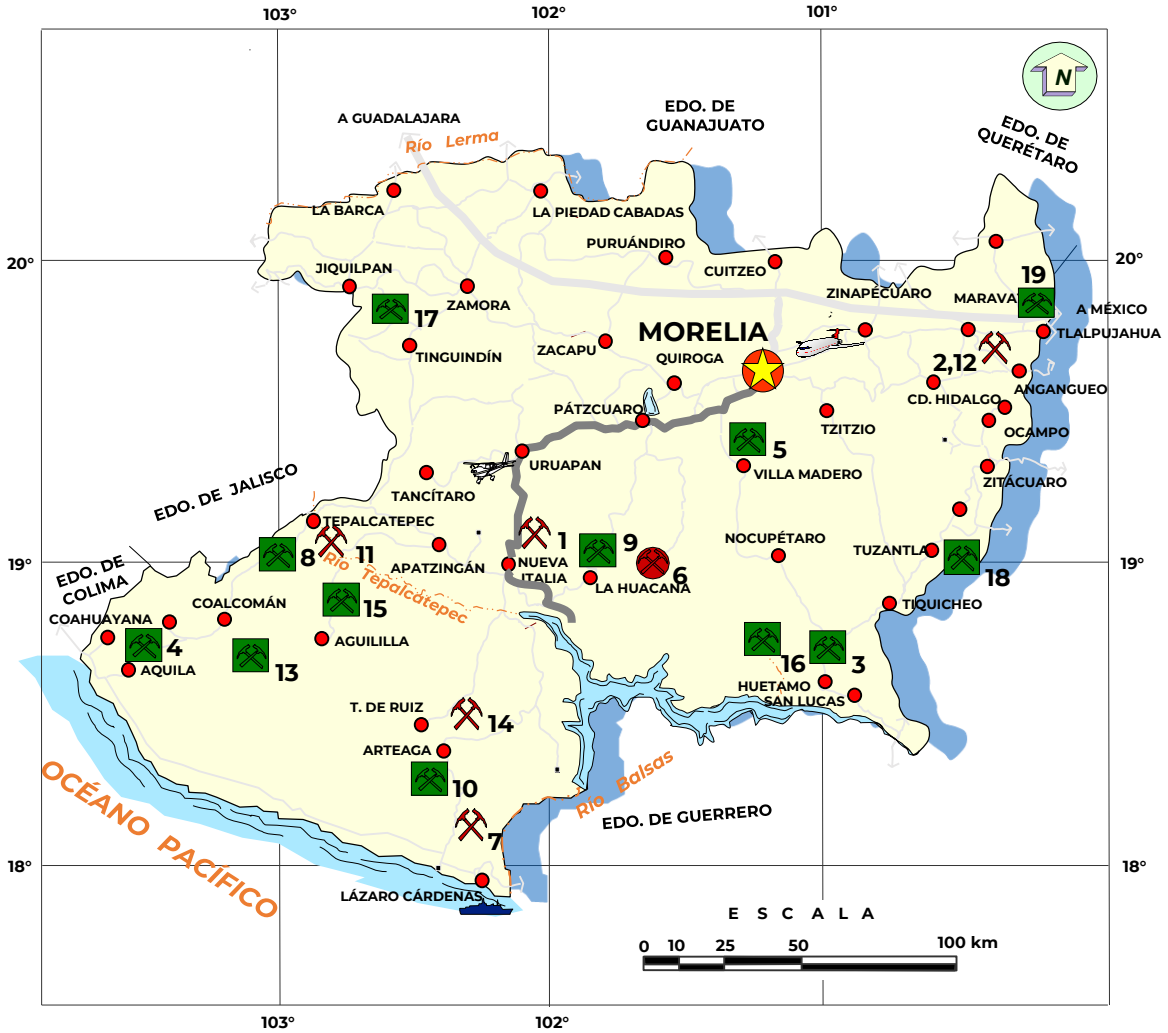 103°
102°
101°
N
A GUADALAJARA
Río Lerma
EDO. DE
GUANAJUATO
EDO. DE
QUERÉTARO
LA BARCA
LA PIEDAD CABADAS
PURUÁNDIRO
CUITZEO
20°
20°
JIQUILPAN
ZAMORA
ZINAPÉCUARO
19
17
A MÉXICO
TLALPUJAHUA
MORELIA
TINGUINDÍN
ZACAPU
QUIROGA
2,12
ANGANGUEO
CD. HIDALGO
PÁTZCUARO
TZITZIO
OCAMPO
5
URUAPAN
VILLA MADERO
ZITÁCUARO
EDO. DE JALISCO
TANCÍTARO
TEPALCATEPEC
1
9
NOCUPÉTARO
8
11
TUZANTLA
19°
19°
APATZINGÁN
NUEVA
ITALIA
6
18
EDO. DE
COLIMA
Río Tepalcatepec
LA HUACANA
15
COALCOMÁN
TIQUICHEO
COAHUAYANA
AGUILILLA
4
13
16
3
AQUILA
HUETAMO
SAN LUCAS
T. DE RUIZ
14
ARTEAGA
10
Río Balsas
OCÉANO PACÍFICO
EDO. DE GUERRERO
7
18°
18°
LÁZARO CÁRDENAS
E S C A L A
0 10 25 50 100 km
103°
102°
101°